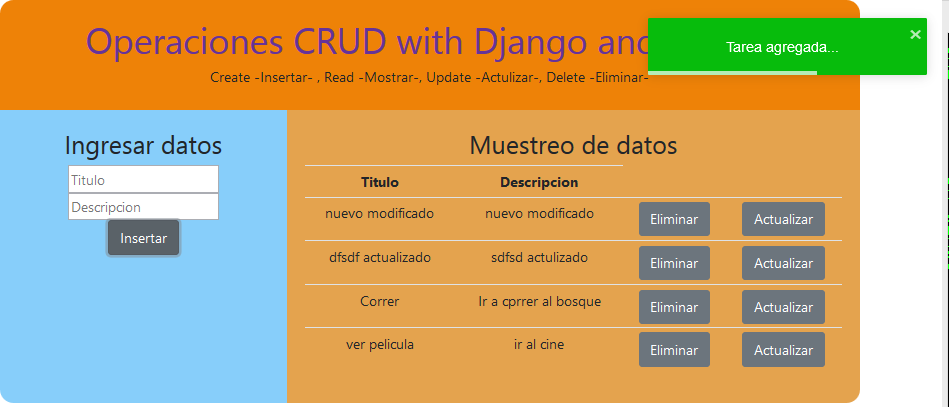 Operaciones CRUD with Django and
Tarea agregada...
×
Create -Insertar- , Read -Mostrar-, Update -Actulizar-, Delete -Eliminar-
Ingresar datos
Titulo
Descripcion
Insertar
Muestreo de datos
Titulo Descripcion
nuevo modificado nuevo modificado Eliminar Actualizar
dfsdf actualizado sdfsd actulizado Eliminar Actualizar
Correr Ir a cprrer al bosque Eliminar Actualizar
ver pelicula ir al cine Eliminar Actualizar